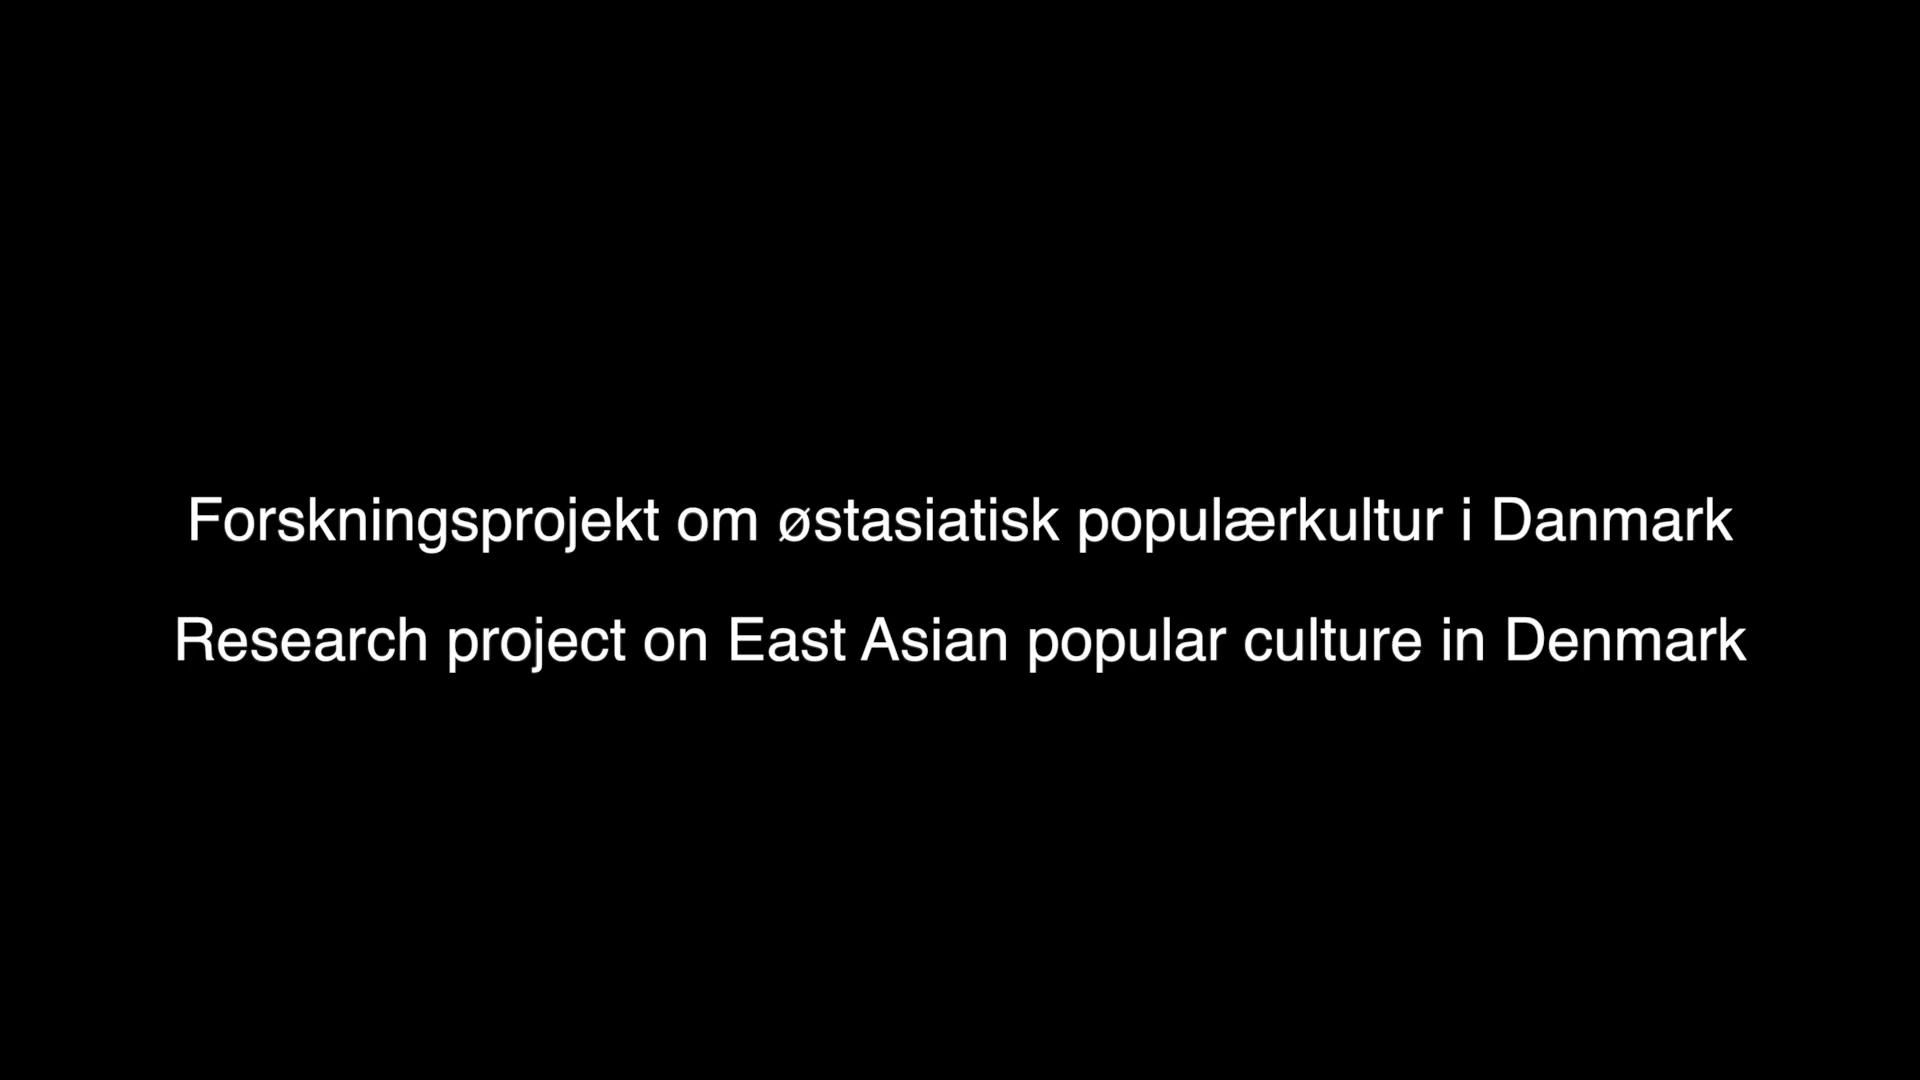 Forskningsprojekt om østasiatisk populærkultur i Danmark
Research project on East Asian popular culture in Denmark